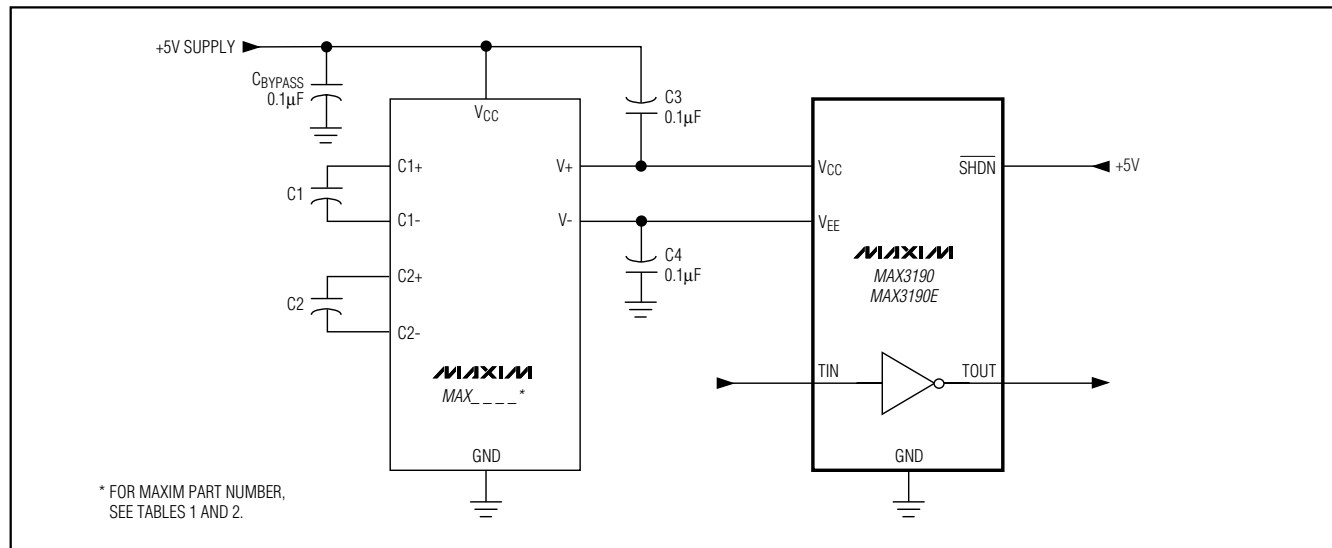 +5V SUPPLY
CBYPASS
0.1µF
VCC
C3
0.1µF
C1+
C1
C1-
C2+
C2
C2-
V+
V-
C4
0.1µF
MAXIM
MAX_ _ _ _*
GND
VCC
SHDN
+5V
VEE
MAXIM
MAX3190
MAX3190E
TIN
TOUT
GND
* FOR MAXIM PART NUMBER,
SEE TABLES 1 AND 2.